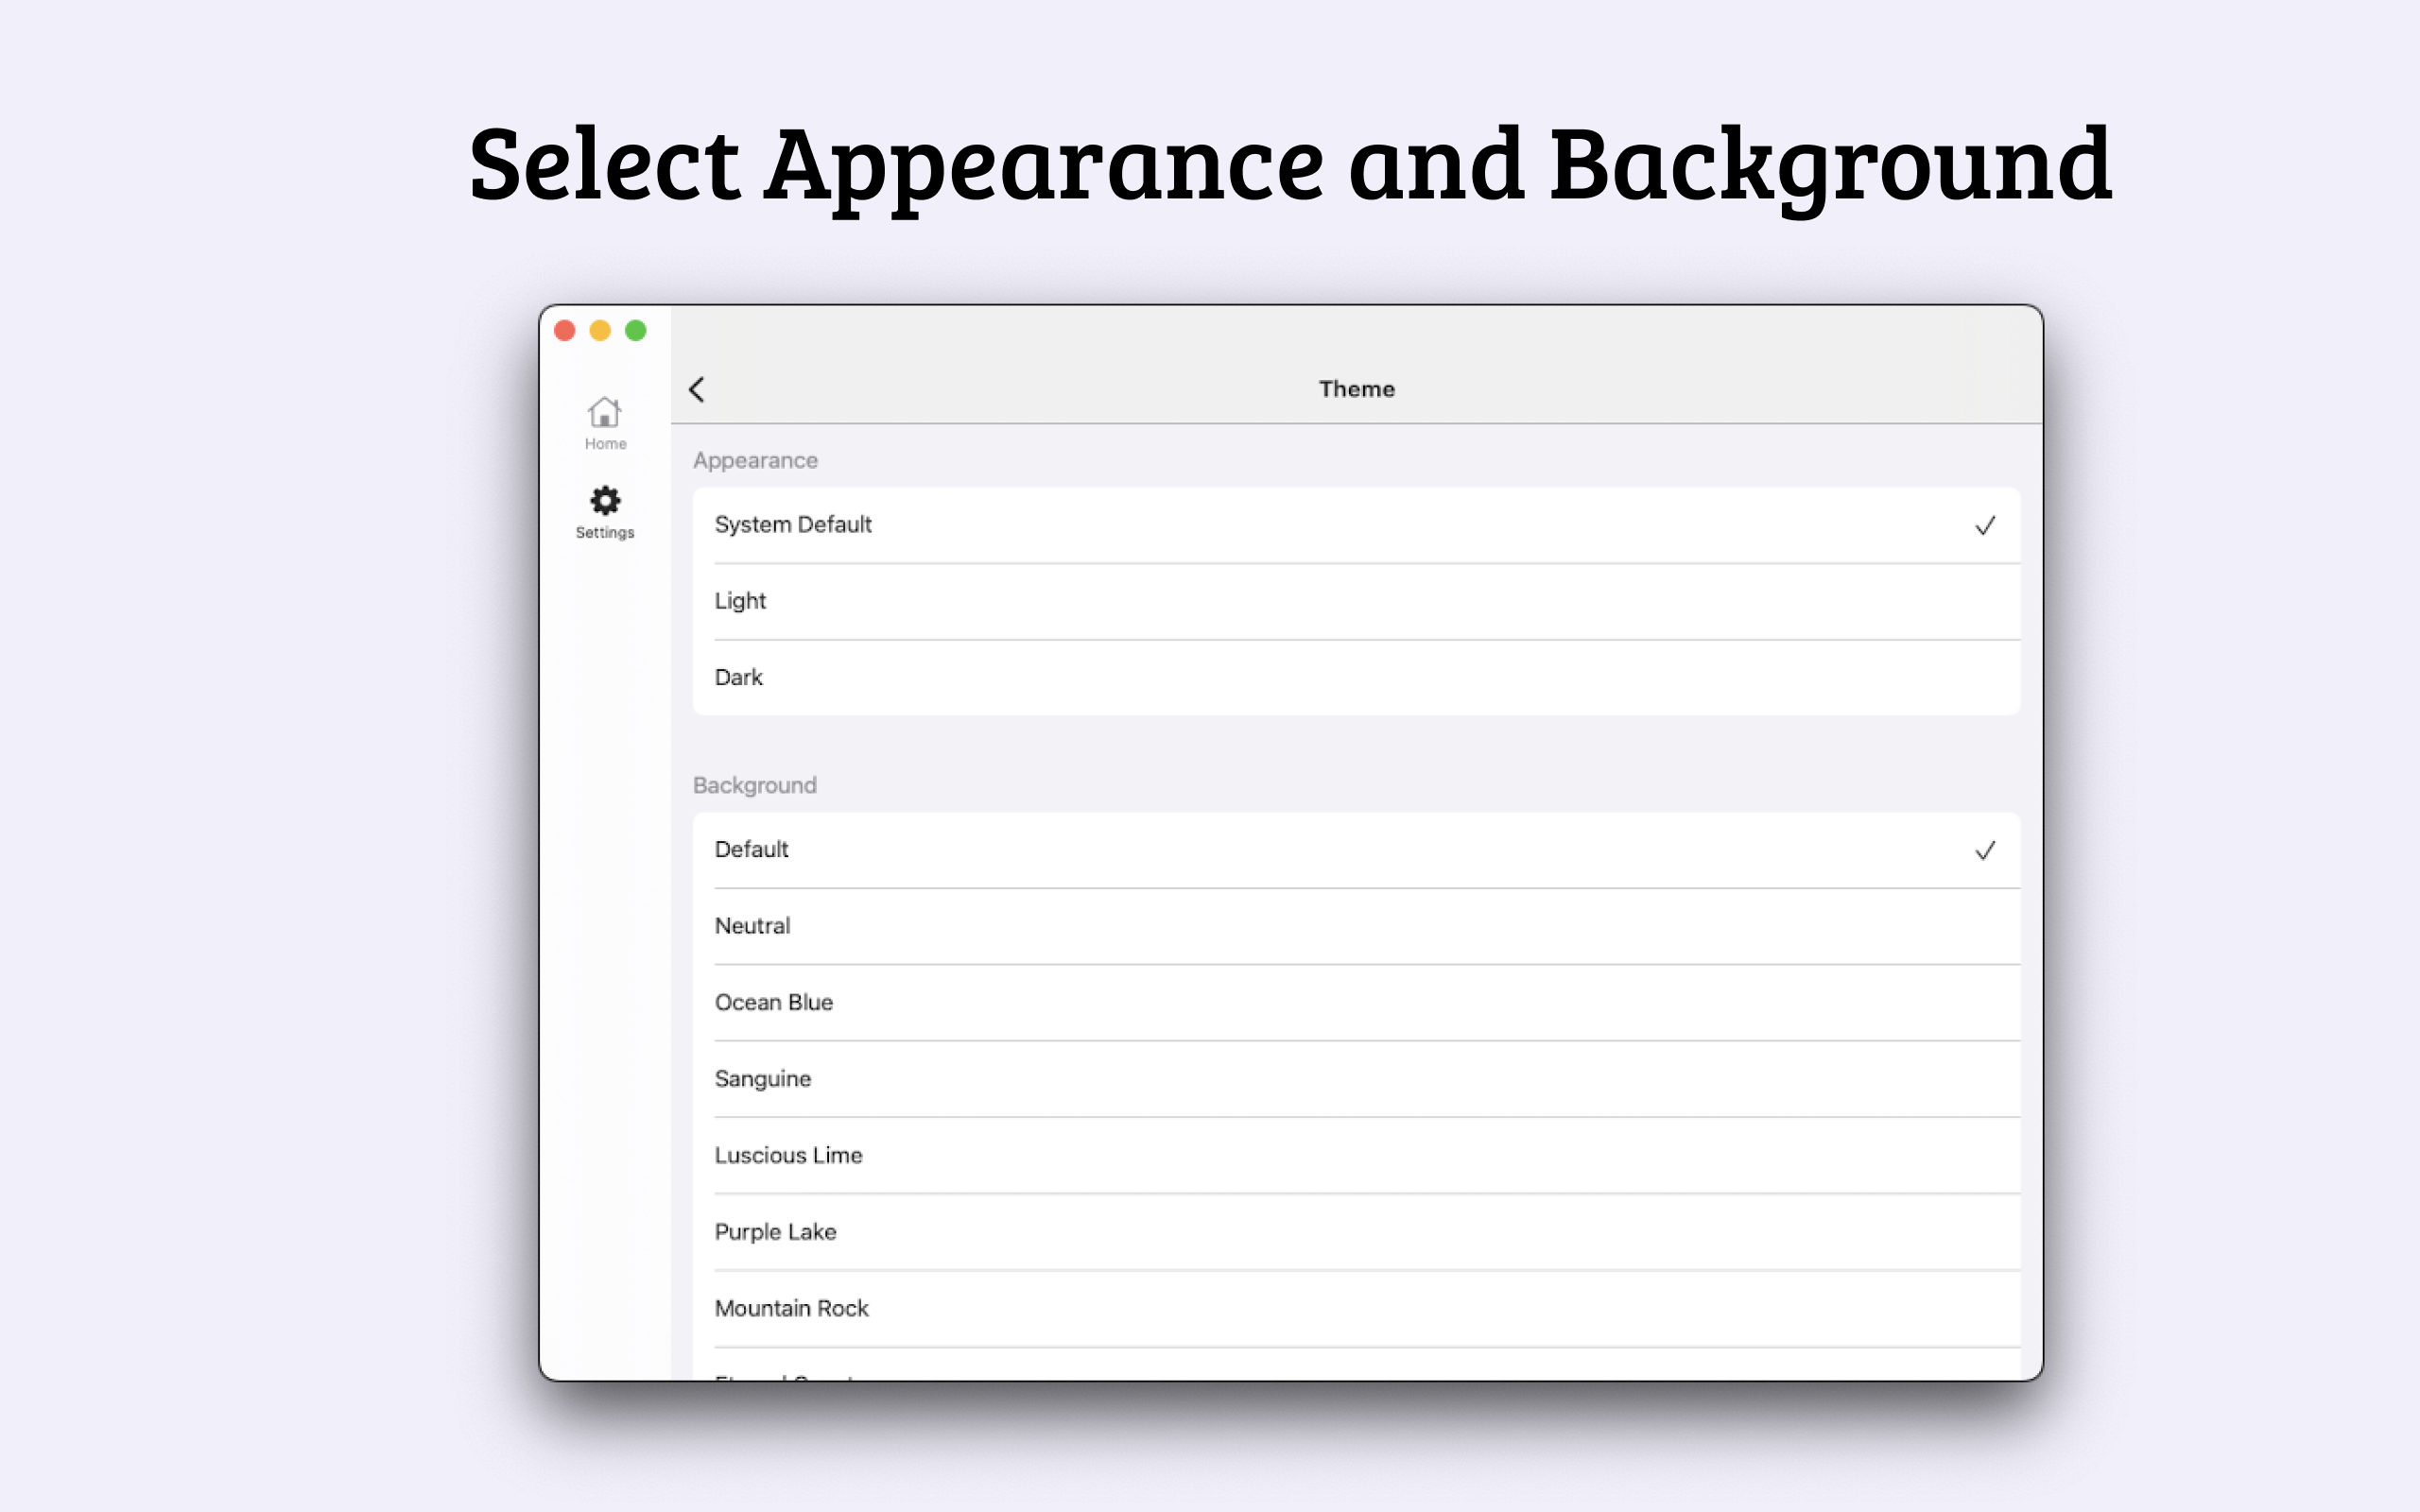 Select Appearance and Background
Theme
Home
Settings
Appearance
System Default
Light
Dark
Background
Default
Neutral
Ocean Blue
Sanguine
Luscious Lime
Purple Lake
Mountain Rock